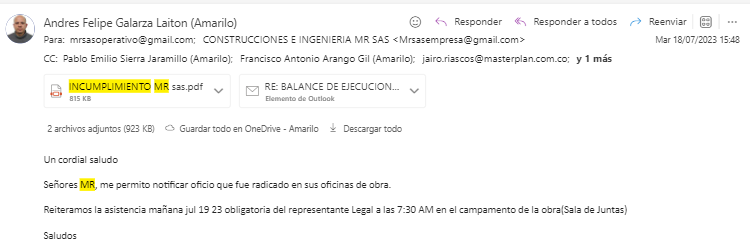 Andres Felipe Galarza Laiton (Amarilo)
Responder
Responder a todos
Reenviar
Para: mrsasoperativo@gmail.com; CONSTRUCCIONES E INGENIERIA MR SAS <Mrsasempresa@gmail.com>
Mar 18/07/2023 15:48
CC: Pablo Emilio Sierra Jaramillo (Amarilo); Francisco Antonio Arango Gil (Amarilo); jairo.riascos@masterplan.com.co; y 1 más
INCUMPLIMIENTO MR sas.pdf
815 KB
RE: BALANCE DE EJECUCION...
Elemento de Outlook
2 archivos adjuntos (923 KB) Guardar todo en OneDrive - Amarilo Descargar todo
Un cordial saludo
Señores MR, me permito notificar oficio que fue radicado en sus oficinas de obra.
Reiteramos la asistencia mañana jul 19 23 obligatoria del representante Legal a las 7:30 AM en el campamento de la obra(Sala de Juntas)
Saludos